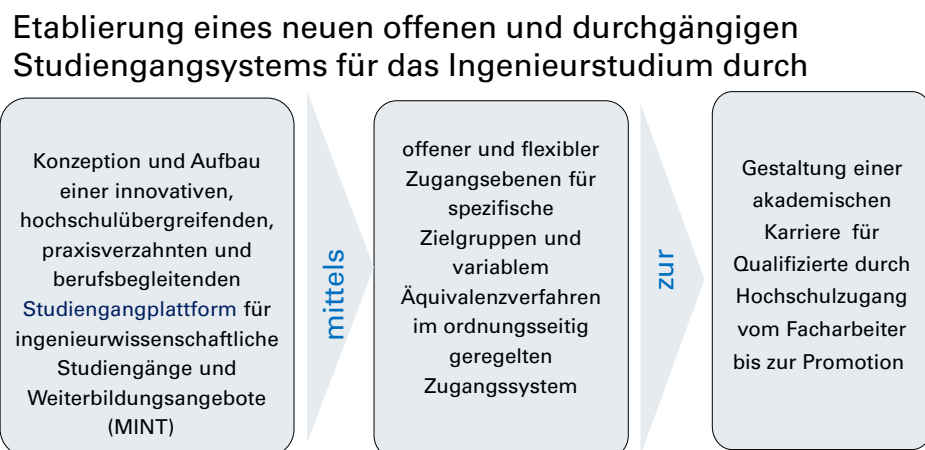 Etablierung eines neuen offenen und durchgängigen
Studiengangsystems für das Ingenieurstudium durch
Konzeption und Aufbau
einer innovativen,
hochschulübergreifenden,
praxisverzahnten und
berufsbegleitenden
Studiengangplattform für
ingenieurwissenschaftliche
Studiengänge und
Weiterbildungsangebote
(MINT)
mittels
offener und flexibler
Zugangsebenen für
spezifische
Zielgruppen und
variablem
Äquivalenzverfahren
im ordnungsseitig
geregelten
Zugangssystem
zur
Gestaltung einer
akademischen
Karriere für
Qualifizierte durch
Hochschulzugang
vom Facharbeiter
bis zur Promotion